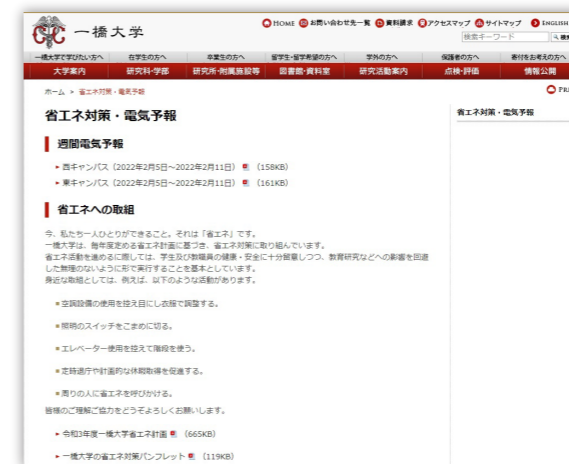 一橋大学
HOME お問い合わせ先一覧 資料請求 アクセスマップ サイトマップ ENGLISH
検索キーワード
一橋大学で学びたい方へ 在学生の方へ 卒業生の方へ 留学生・留学希望の方へ 学外の方へ 保護者の方へ 寄付をお考えの方へ
大学案内 研究科・学部 研究所・附属施設等 図書館・資料室 研究活動案内 点検・評価 情報公開
ホーム > 省エネ対策・電気予報
省エネ対策・電気予報
省エネ対策・電気予報
週間電気予報
西キャンパス（2022年2月5日～2022年2月11日） （158KB）
東キャンパス（2022年2月5日～2022年2月11日） （161KB）
省エネへの取組
今、私たち一人ひとりができること。それは「省エネ」です。
一橋大学は、毎年度定める省エネ計画に基づき、省エネ対策に取り組んでいます。
省エネ活動を進めるに際しては、学生及び教職員の健康・安全に十分留意しつつ、教育研究などへの影響を回避
した無理のないように形で実行することを基本としています。
身近な取組としては、例えば、以下のような活動があります。
空調設備の使用を控え目にし衣服で調整する。
照明のスイッチをこまめに切る。
エレベーター使用を控えて階段を使う。
定時退庁や計画的な休暇取得を促進する。
周りの人に省エネを呼びかける。
皆様のご理解ご協力をどうぞよろしくお願いします。
令和3年度一橋大学省エネ計画 （665KB）
一橋大学の省エネ対策パンフレット （119KB）